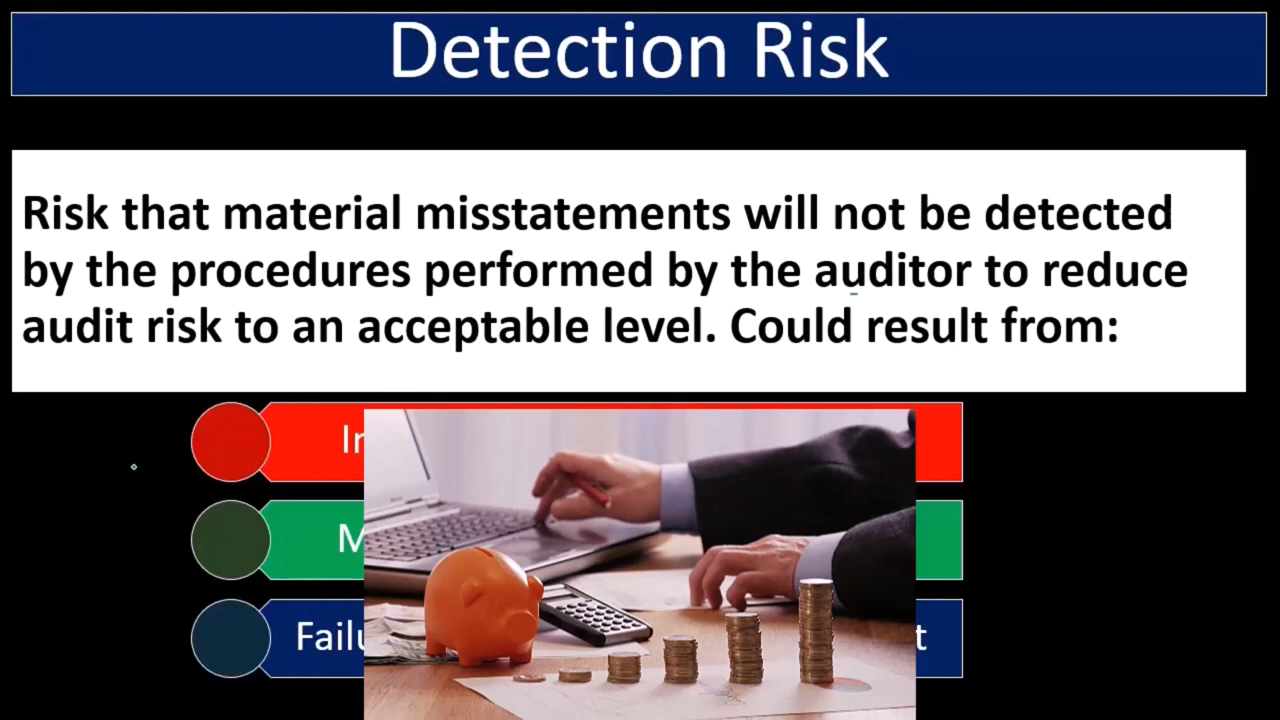 Detection Risk
Risk that material misstatements will not be detected
by the procedures performed by the auditor to reduce
audit risk to an acceptable level. Could result from: